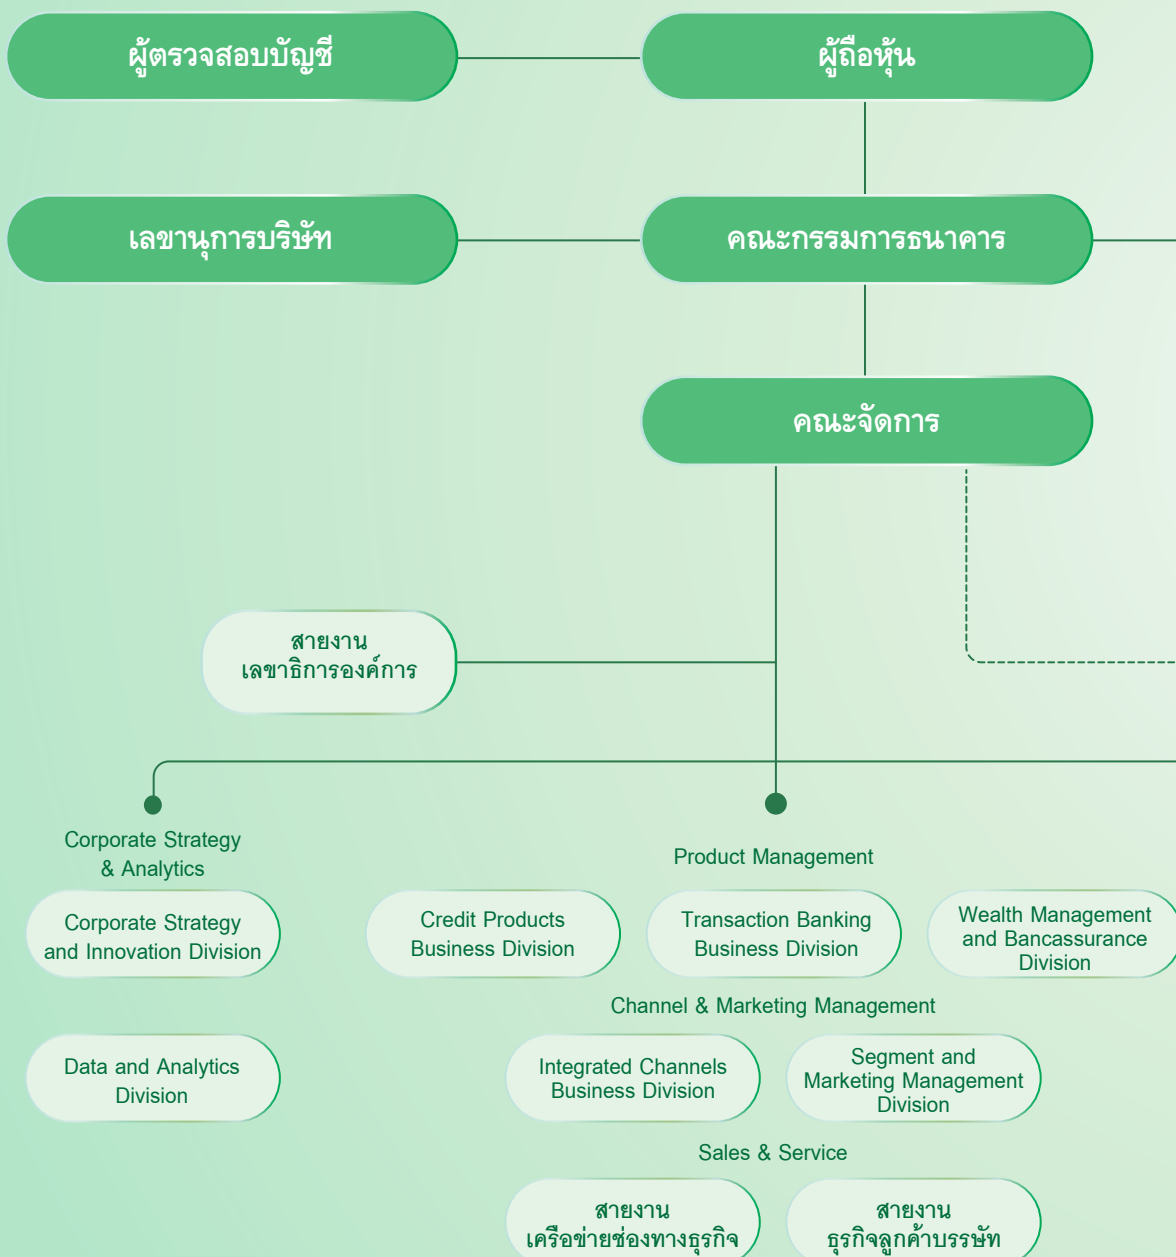 ผู้ตรวจสอบบัญชี
ผู้ถือหุ้น
เลขานุการบริษัท
คณะกรรมการธนาคาร
คณะจัดการ
สายงาน
เลขาธิการองค์การ
Corporate Strategy
& Analytics
Product Management
Corporate Strategy
and Innovation Division
Credit Products
Business Division
Transaction Banking
Business Division
Wealth Management
and Bancassurance
Division
Channel & Marketing Management
Data and Analytics
Division
Integrated Channels
Business Division
Segment and
Marketing Management
Division
Sales & Service
สายงาน
เครือข่ายช่องทางธุรกิจ
สายงาน
ธุรกิจลูกค้าบรรษัท